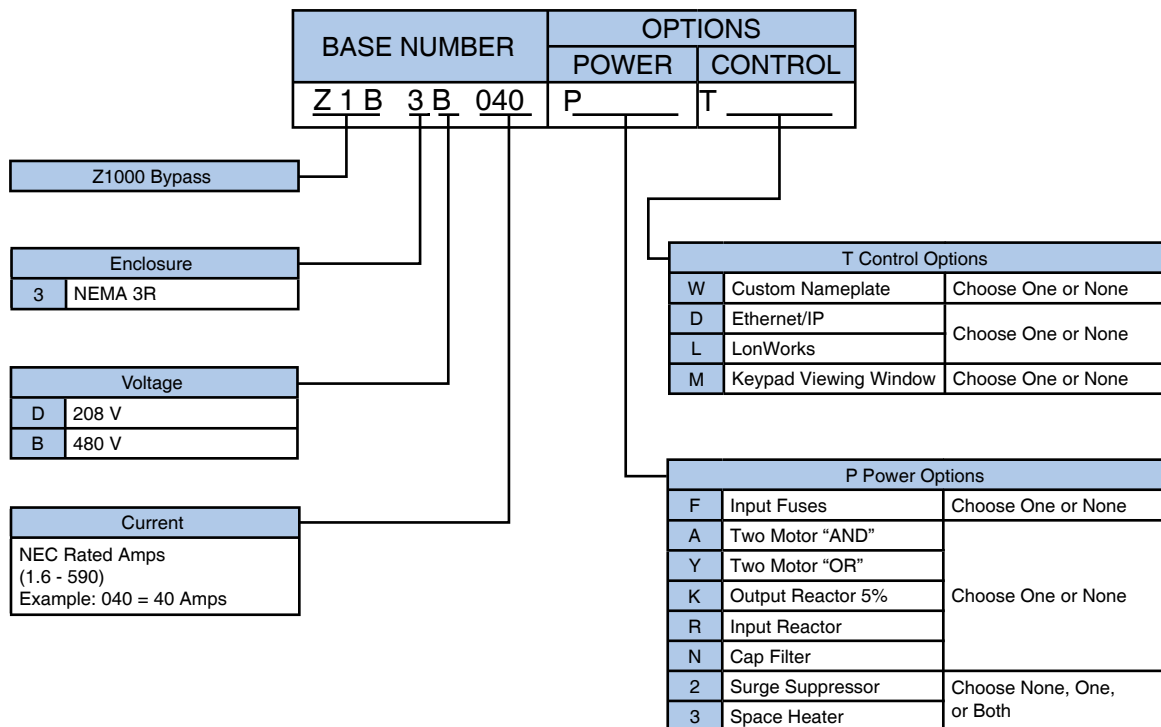 BASE NUMBER
OPTIONS
POWER
CONTROL
Z 1 B 3 B 040 P T
Z1000 Bypass
Enclosure
3 NEMA 3R
Voltage
D 208 V
B 480 V
Current
NEC Rated Amps
(1.6 - 590)
Example: 040 = 40 Amps
T Control Options
W Custom Nameplate Choose One or None
D Ethernet/IP
Choose One or None
L LonWorks
M Keypad Viewing Window Choose One or None
P Power Options
F Input Fuses Choose One or None
A Two Motor “AND”
Y Two Motor “OR”
K Output Reactor 5% Choose One or None
R Input Reactor
N Cap Filter
2 Surge Suppressor Choose None, One,
3 Space Heater or Both